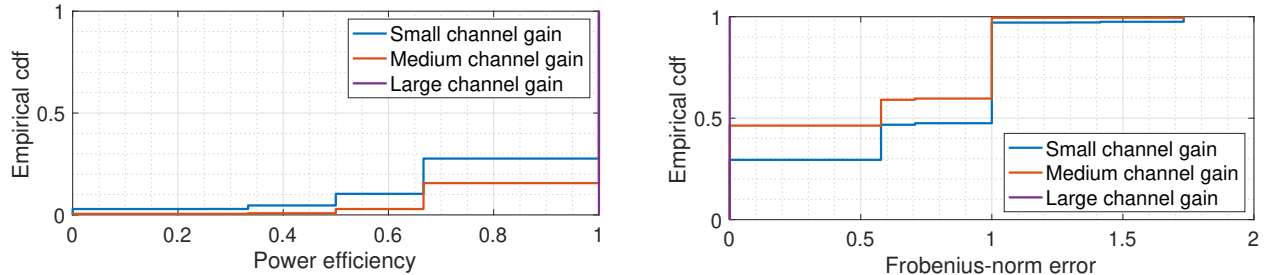 Empirical cdf
1
0.5
0
Small channel gain
Medium channel gain
Large channel gain
0 0.2 0.4 0.6 0.8 1
Power efficiency
Empirical cdf
1
0.5
0
Small channel gain
Medium channel gain
Large channel gain
0 0.5 1 1.5 2
Frobenius-norm error